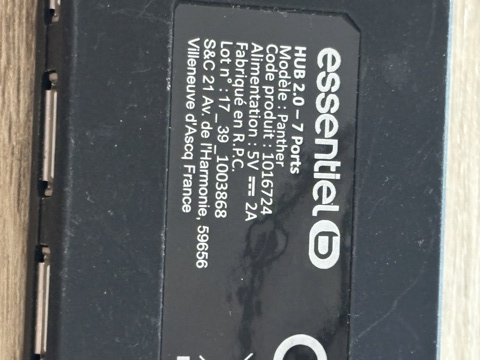 essentiel b
HUB 2.0 – 7 Ports
Modèle : Panther
Code produit : 1016724
Alimentation : 5V ⎓ 2A
Fabriqué en R.P.C.
Lot n° : 17_39_1003868
S&C 21 Av. de l'Harmonie, 59656
Villeneuve d'Ascq France